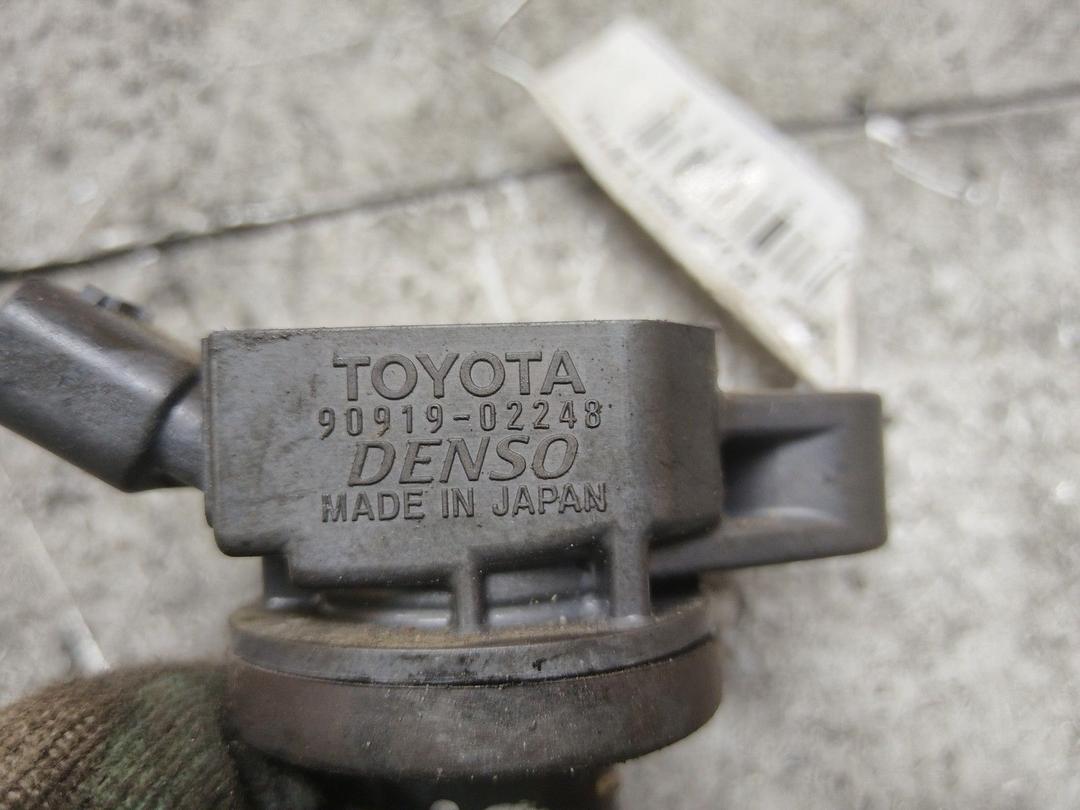 TOYOTA
90919-02248
DENSO
MADE IN JAPAN